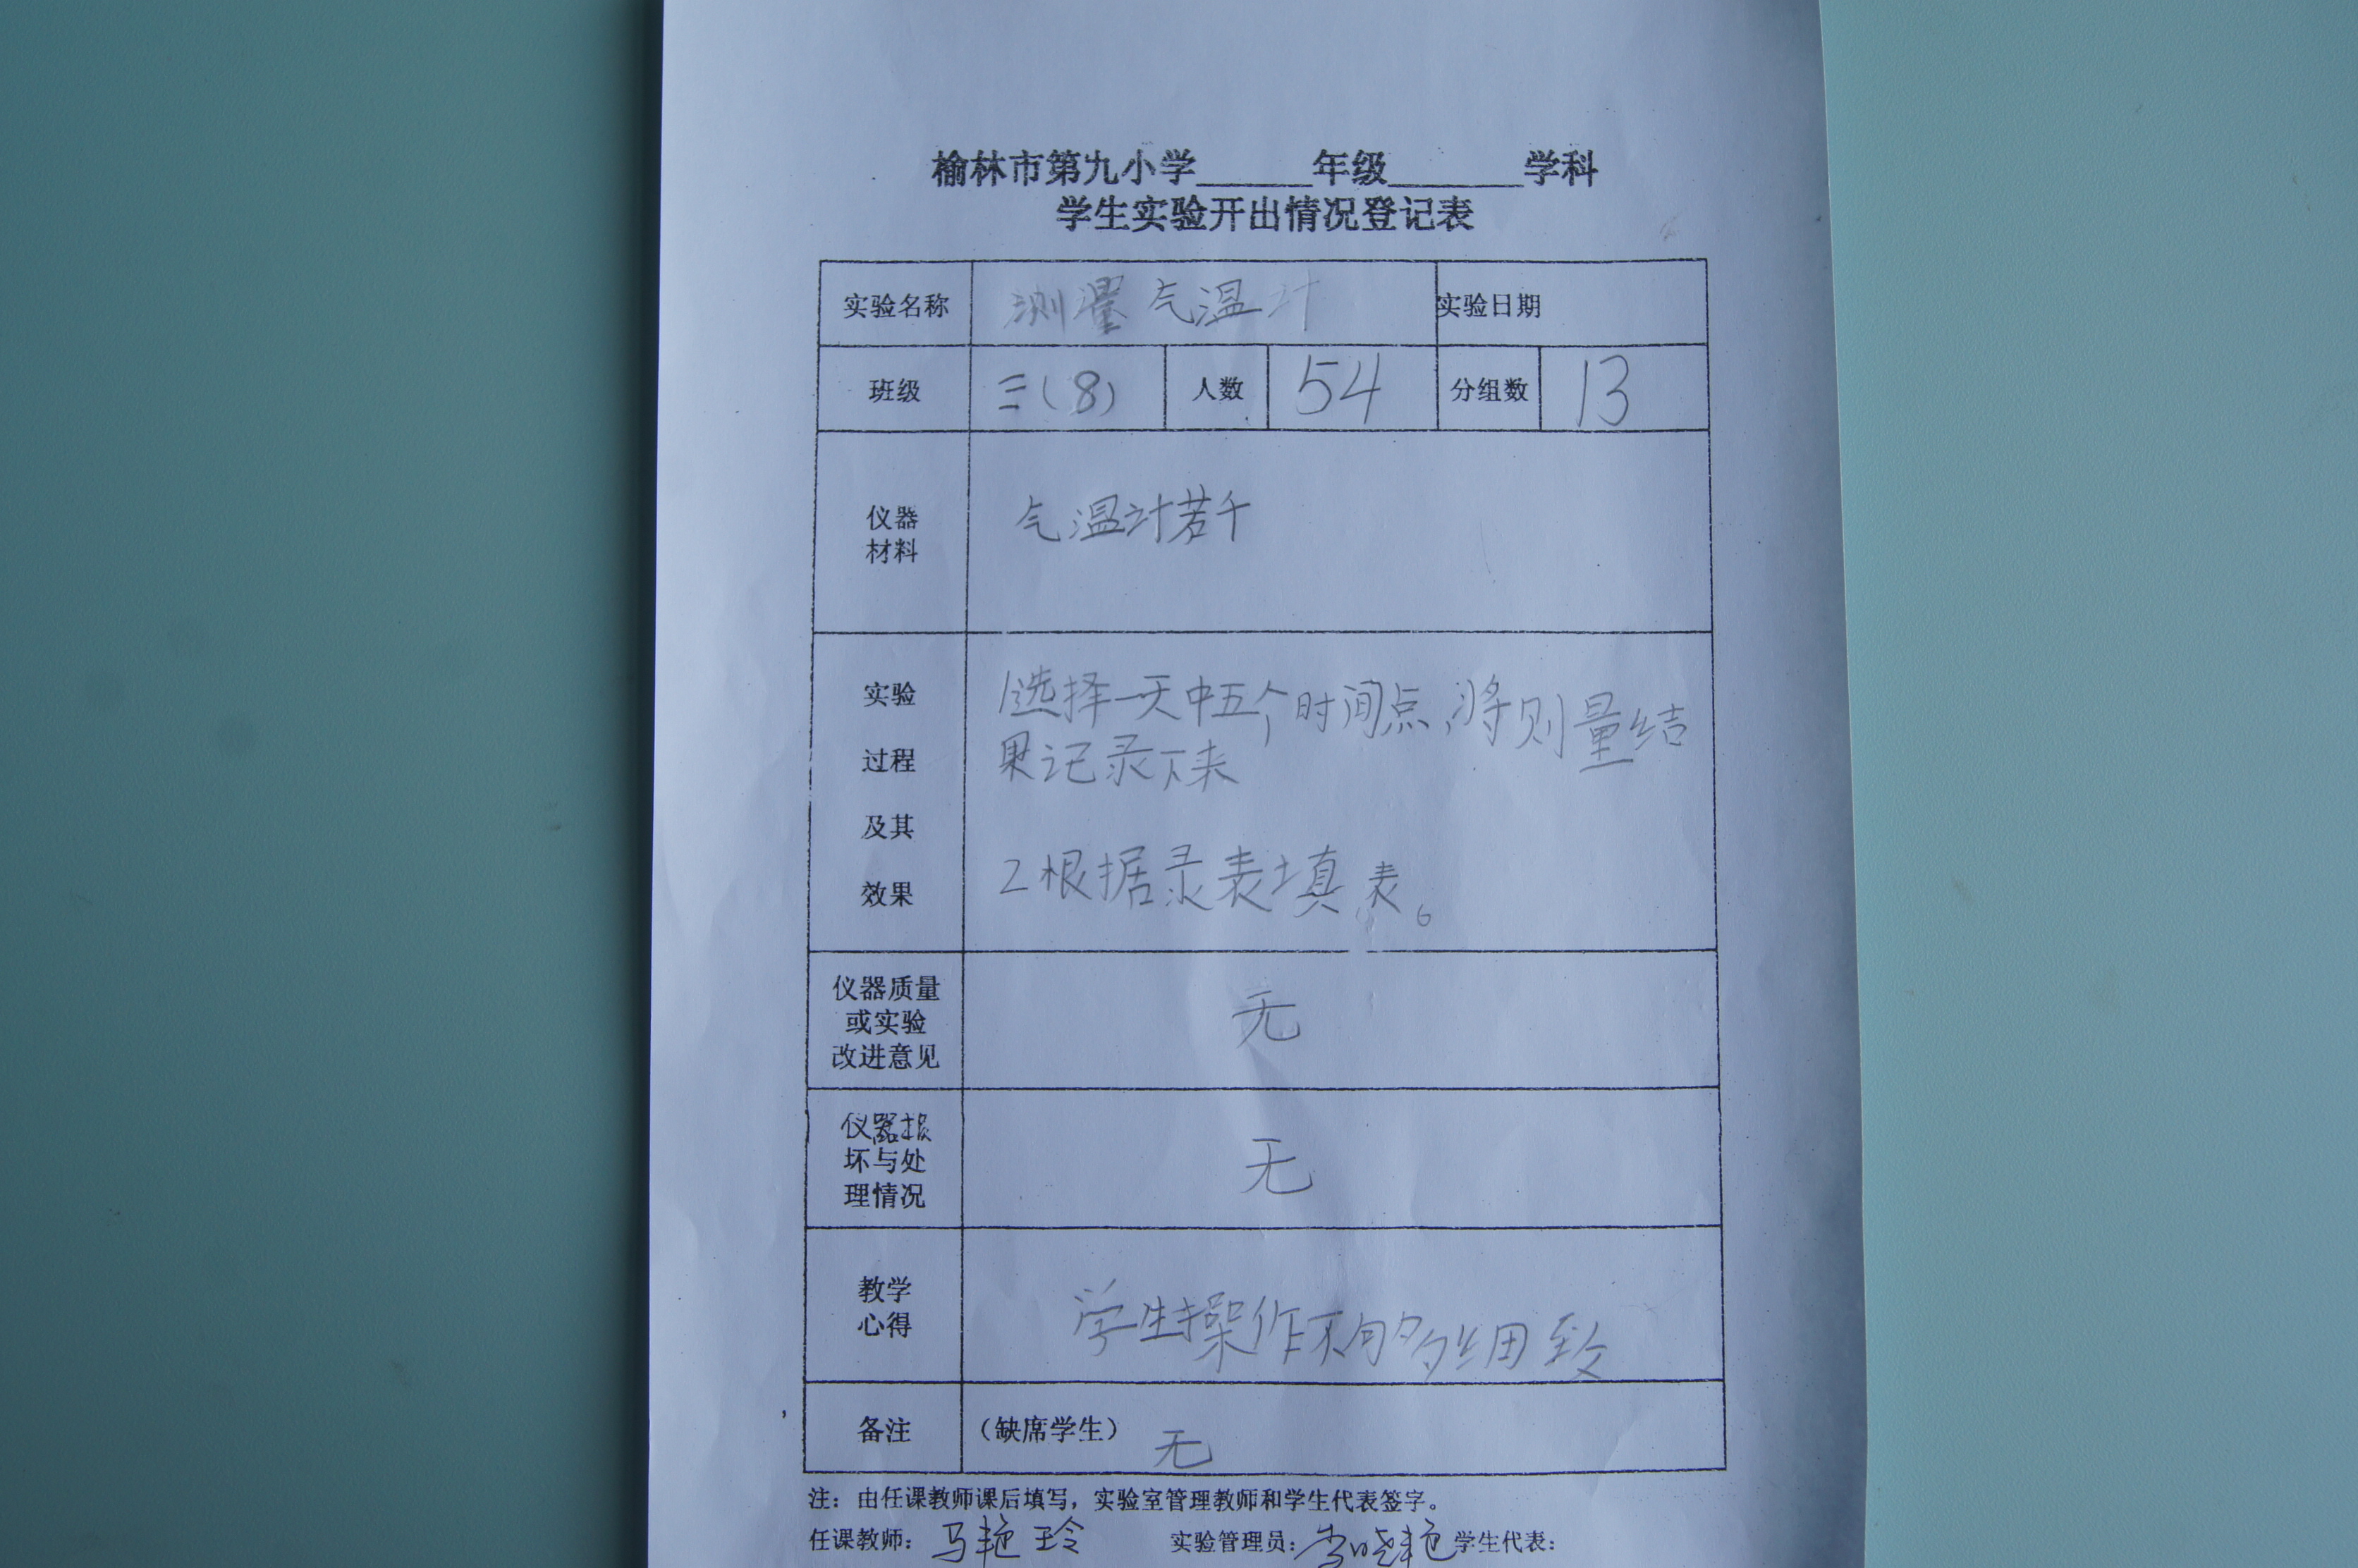 榆林市第九小学______年级_______学科
学生实验开出情况登记表
实验名称 测量气温计 实验日期
班级 三(8) 人数 54 分组数 13
仪器
材料
气温计若千
实验
过程
及其
效果
1选择一天中五个时间点,将则量结
果记录下来
2根据录表填表。
仪器质量
或实验
改进意见
无
仪器损
坏与处
理情况
无
教学
心得
学生操作不够细致
备注 (缺席学生) 无
注:由任课教师课后填写,实验室管理教师和学生代表签字。
任课教师:马艳玲 实验管理员:李晓艳 学生代表: